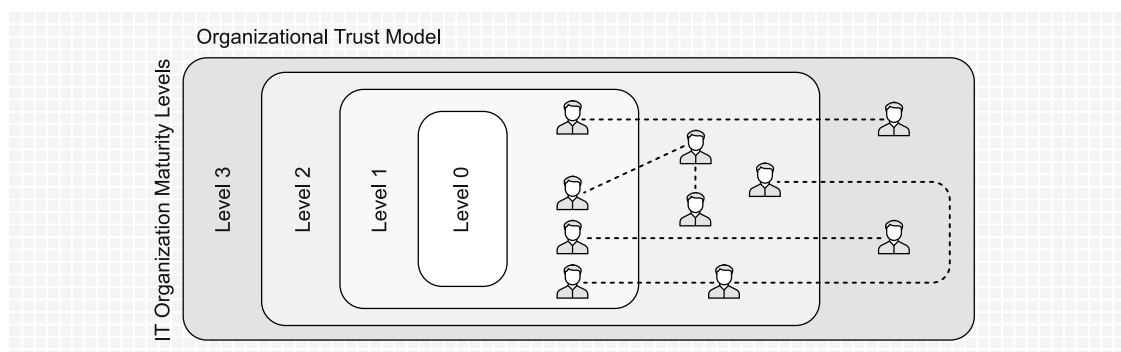 Organizational Trust Model
IT Organization Maturity Levels
Level 3
Level 2
Level 1
Level 0